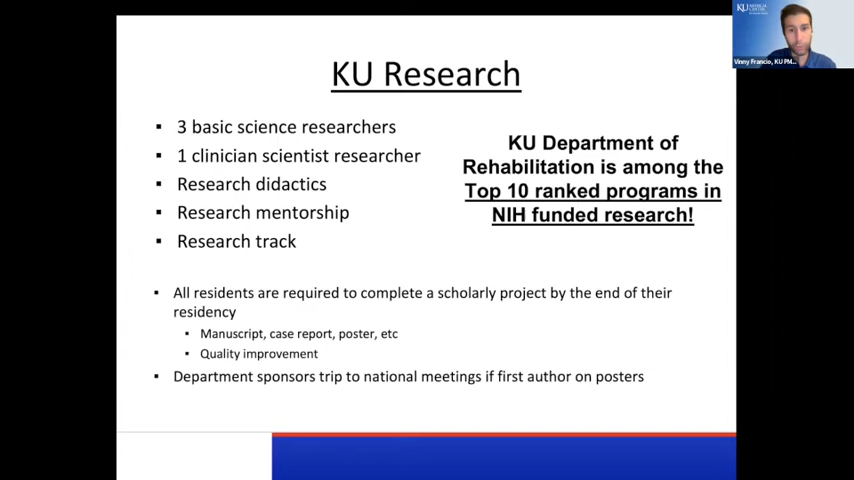 KU Research
3 basic science researchers
1 clinician scientist researcher
Research didactics
Research mentorship
Research track
KU Department of
Rehabilitation is among the
Top 10 ranked programs in
NIH funded research!
All residents are required to complete a scholarly project by the end of their
residency
Manuscript, case report, poster, etc
Quality improvement
Department sponsors trip to national meetings if first author on posters
KU MEDICAL CENTER
Vinny Francio, KU PM...